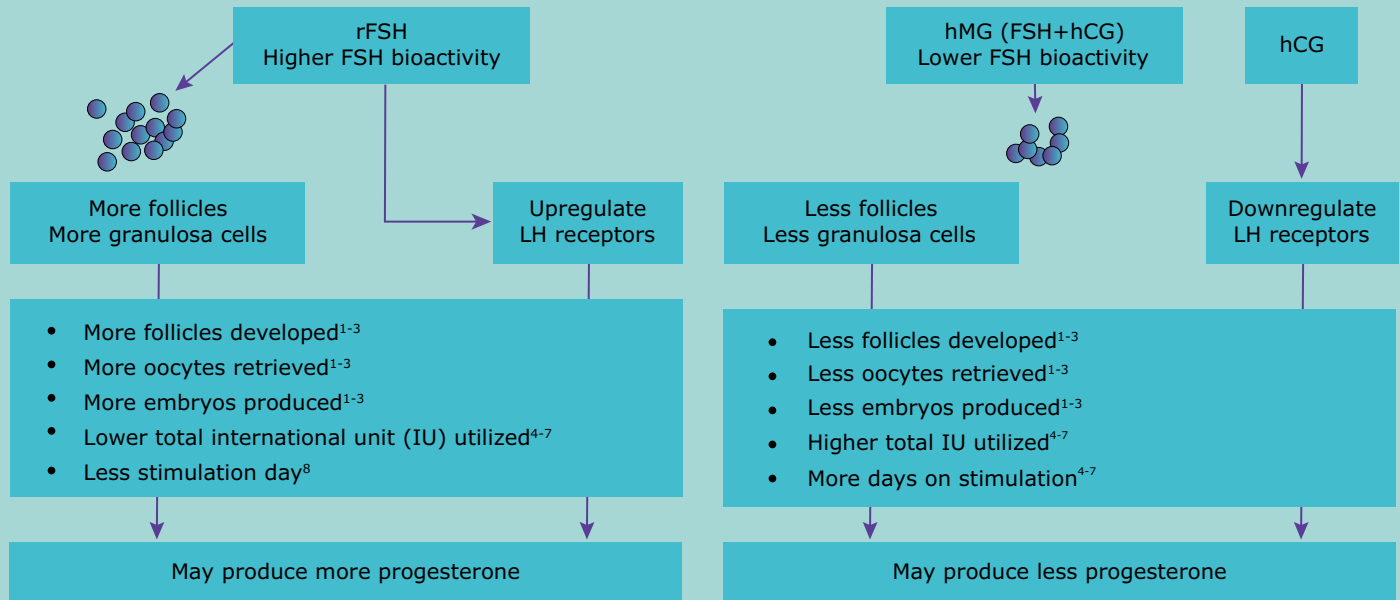 rFSH
Higher FSH bioactivity
More follicles
More granulosa cells
Upregulate
LH receptors
• More follicles developed¹⁻³
• More oocytes retrieved¹⁻³
• More embryos produced¹⁻³
• Lower total international unit (IU) utilized⁴⁻⁷
• Less stimulation day⁸
May produce more progesterone
hMG (FSH+hCG)
Lower FSH bioactivity
hCG
Less follicles
Less granulosa cells
Downregulate
LH receptors
• Less follicles developed¹⁻³
• Less oocytes retrieved¹⁻³
• Less embryos produced¹⁻³
• Higher total IU utilized⁴⁻⁷
• More days on stimulation⁴⁻⁷
May produce less progesterone